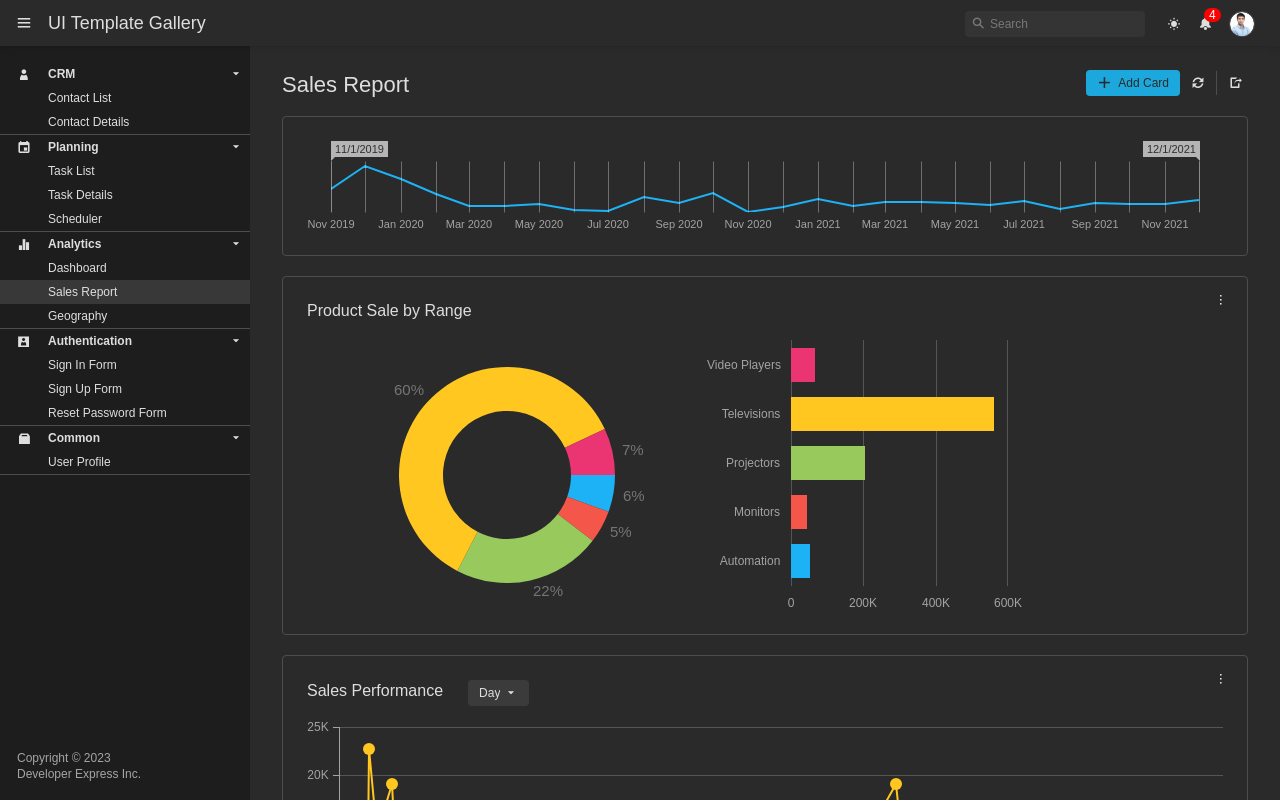 UI Template Gallery
Search
4
CRM
Contact List
Contact Details
Planning
Task List
Task Details
Scheduler
Analytics
Dashboard
Sales Report
Geography
Authentication
Sign In Form
Sign Up Form
Reset Password Form
Common
User Profile
Copyright © 2023
Developer Express Inc.
Sales Report
Add Card
11/1/2019 12/1/2021
Nov 2019 Jan 2020 Mar 2020 May 2020 Jul 2020 Sep 2020 Nov 2020 Jan 2021 Mar 2021 May 2021 Jul 2021 Sep 2021 Nov 2021
Product Sale by Range
60%
7%
6%
5%
22%
Video Players
Televisions
Projectors
Monitors
Automation
0 200K 400K 600K
Sales Performance Day
25K
20K